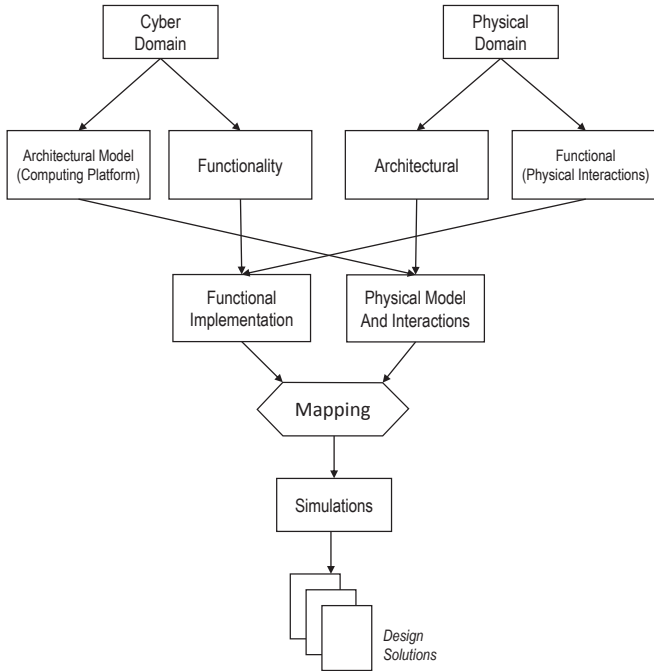 Cyber
Domain
Physical
Domain
Architectural Model
(Computing Platform)
Functionality
Architectural
Functional
(Physical Interactions)
Functional
Implementation
Physical Model
And Interactions
Mapping
Simulations
Design
Solutions